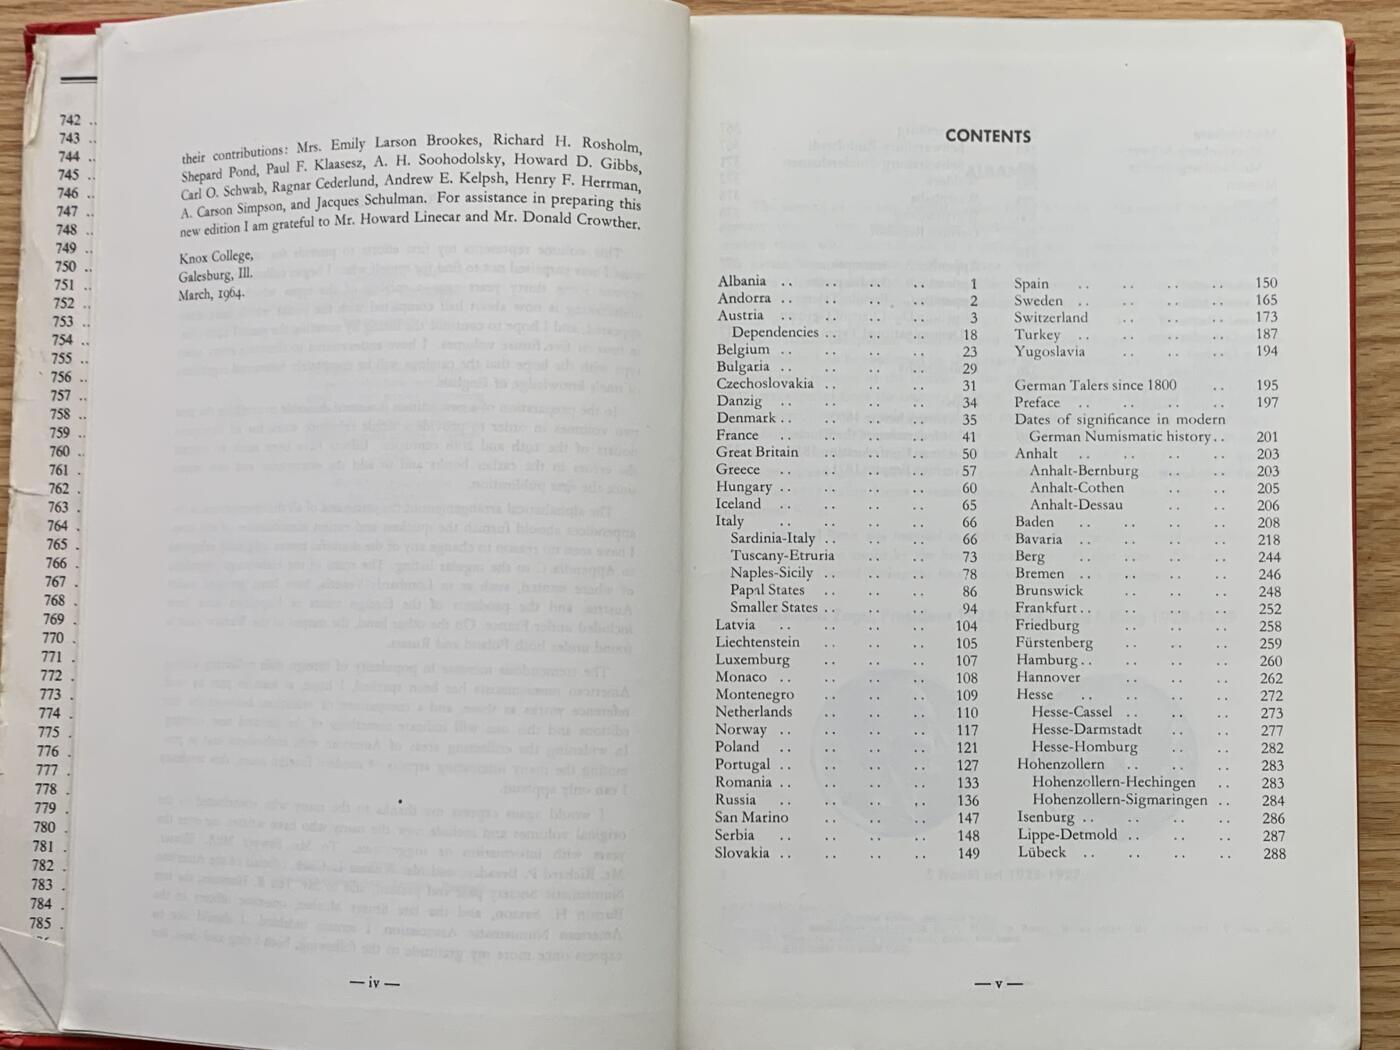 742 ..
743 ..
744 ..
745 ..
746 ..
747 ..
748 ..
749 ..
750 ..
751 ..
752 ..
753 ..
754 ..
755 ..
756 ..
757 ..
758 ..
759 ..
760 ..
761 ..
762 .
763 .
764 .
765 .
766 .
767 .
768 .
769 .
770 .
771 .
772 .
773 .
774 .
775 .
776 .
777 .
778 .
779 .
780 .
781 .
782 .
783 .
784 .
785 .
their contributions: Mrs. Emily Larson Brookes, Richard H. Rosholm,
Shepard Pond, Paul F. Klaasesz, A. H. Soohodolsky, Howard D. Gibbs,
Carl O. Schwab, Ragnar Cederlund, Andrew E. Kelpsh, Henry F. Herrman,
A. Carson Simpson, and Jacques Schulman. For assistance in preparing this
new edition I am grateful to Mr. Howard Linecar and Mr. Donald Crowther.
Knox College,
Galesburg, Ill.
March, 1964.
— iv —
CONTENTS
Albania .. .. .. .. 1
Andorra .. .. .. .. 2
Austria .. .. .. .. 3
Dependencies .. .. .. 18
Belgium .. .. .. .. 23
Bulgaria .. .. .. .. 29
Czechoslovakia .. .. .. .. 31
Danzig .. .. .. .. 34
Denmark .. .. .. .. 35
France .. .. .. .. 41
Great Britain .. .. .. 50
Greece .. .. .. .. 57
Hungary .. .. .. .. 60
Iceland .. .. .. .. 65
Italy .. .. .. .. 66
Sardinia-Italy .. .. .. 66
Tuscany-Etruria .. .. 73
Naples-Sicily .. .. .. 78
Papal States .. .. .. 86
Smaller States .. .. .. 94
Latvia .. .. .. .. 104
Liechtenstein .. .. .. 105
Luxemburg .. .. .. 107
Monaco .. .. .. .. 108
Montenegro .. .. .. 109
Netherlands .. .. .. 110
Norway .. .. .. .. 117
Poland .. .. .. .. 121
Portugal .. .. .. .. 127
Romania .. .. .. .. 133
Russia .. .. .. .. 136
San Marino .. .. .. 147
Serbia .. .. .. .. 148
Slovakia .. .. .. .. 149
Spain .. .. .. .. 150
Sweden .. .. .. .. 165
Switzerland .. .. .. 173
Turkey .. .. .. .. 187
Yugoslavia .. .. .. 194
German Talers since 1800 .. 195
Preface .. .. .. .. 197
Dates of significance in modern
German Numismatic history .. 201
Anhalt .. .. .. .. 203
Anhalt-Bernburg .. .. 203
Anhalt-Cothen .. .. 205
Anhalt-Dessau .. .. 206
Baden .. .. .. .. 208
Bavaria .. .. .. .. 218
Berg .. .. .. .. 244
Bremen .. .. .. .. 246
Brunswick .. .. .. 248
Frankfurt .. .. .. .. 252
Friedburg .. .. .. 258
Fürstenberg .. .. .. 259
Hamburg .. .. .. .. 260
Hannover .. .. .. 262
Hesse .. .. .. .. 272
Hesse-Cassel .. .. .. 273
Hesse-Darmstadt .. .. 277
Hesse-Homburg .. .. 282
Hohenzollern .. .. .. 283
Hohenzollern-Hechingen .. 283
Hohenzollern-Sigmaringen .. 284
Isenburg .. .. .. .. 286
Lippe-Detmold .. .. .. 287
Lübeck .. .. .. .. 288
— v —